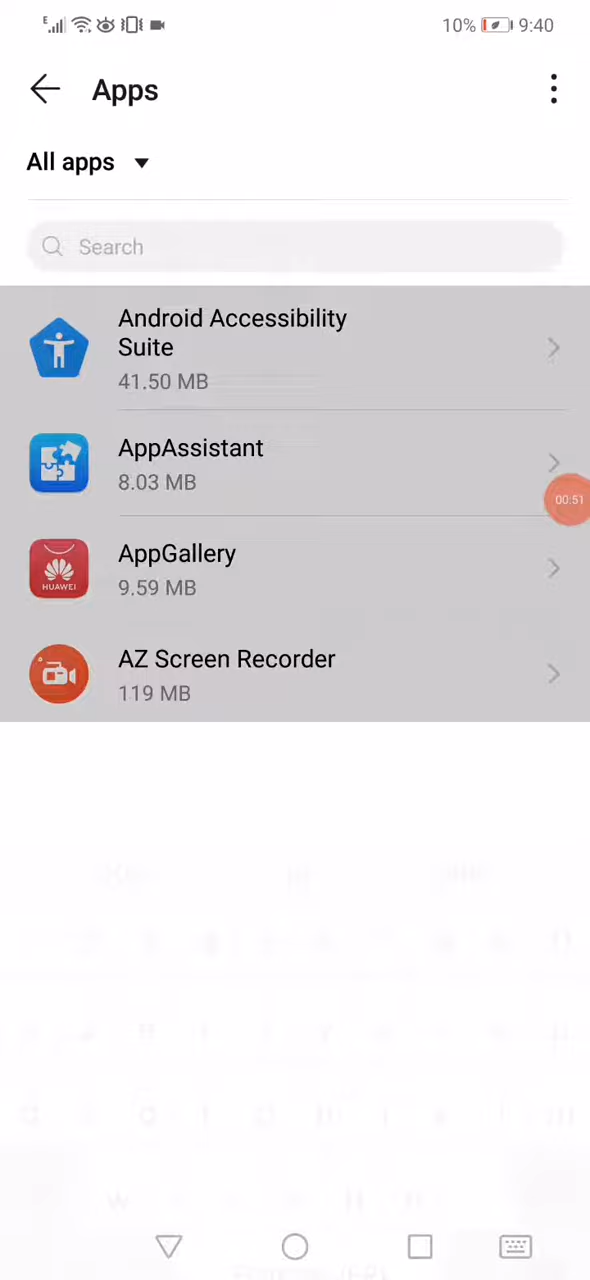 E 10% 9:40
Apps
All apps
Search
Android Accessibility
Suite
41.50 MB
AppAssistant
8.03 MB
00:51
AppGallery
HUAWEI
9.59 MB
AZ Screen Recorder
119 MB